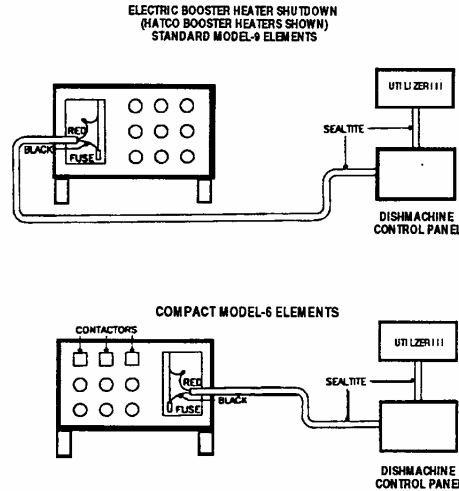 ELECTRIC BOOSTER HEATER SHUTDOWN
(HATCO BOOSTER HEATERS SHOWN)
STANDARD MODEL-9 ELEMENTS
UTILIZER III
RED
BLACK
FUSE
SEALTITE
DISHMACHINE
CONTROL PANEL
COMPACT MODEL-6 ELEMENTS
CONTACTORS
UTILZER III
RED
BLACK
FUSE
SEALTITE
DISHMACHINE
CONTROL PANEL